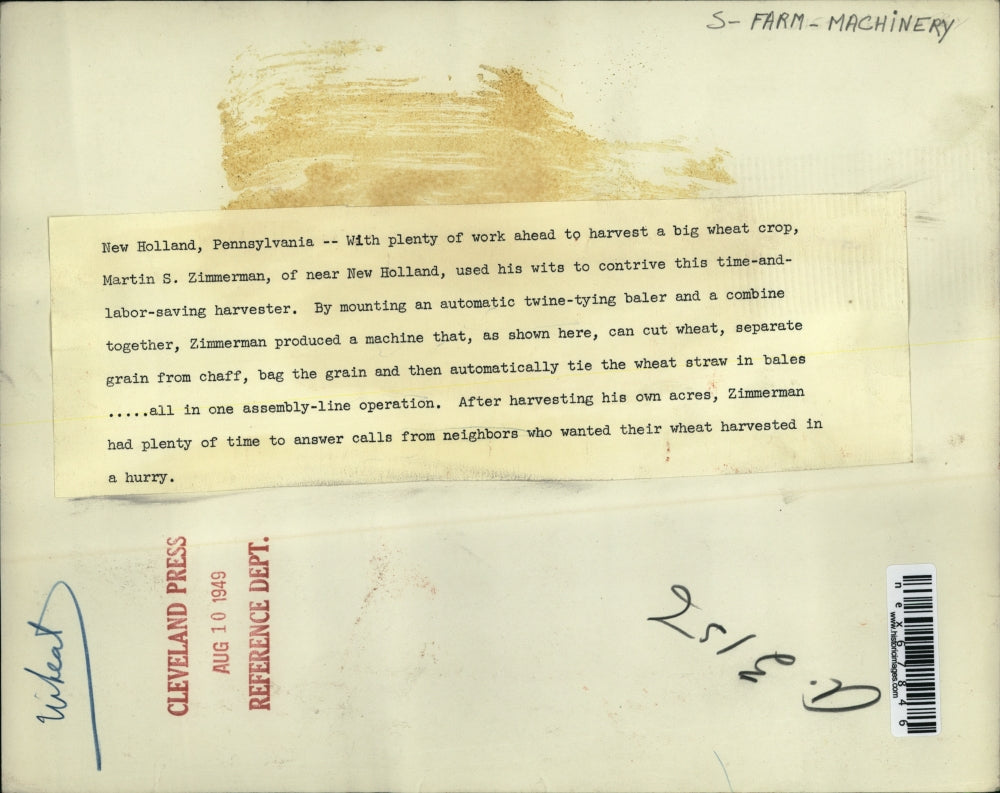 S- FARM - MACHINERY
New Holland, Pennsylvania -- With plenty of work ahead to harvest a big wheat crop,
Martin S. Zimmerman, of near New Holland, used his wits to contrive this time-and-
labor-saving harvester.  By mounting an automatic twine-tying baler and a combine
together, Zimmerman produced a machine that, as shown here, can cut wheat, separate
grain from chaff, bag the grain and then automatically tie the wheat straw in bales
.....all in one assembly-line operation.  After harvesting his own acres, Zimmerman
had plenty of time to answer calls from neighbors who wanted their wheat harvested in
a hurry.
Wheat
CLEVELAND PRESS
AUG 10 1949
REFERENCE DEPT.
nex67846
www.historicimages.com